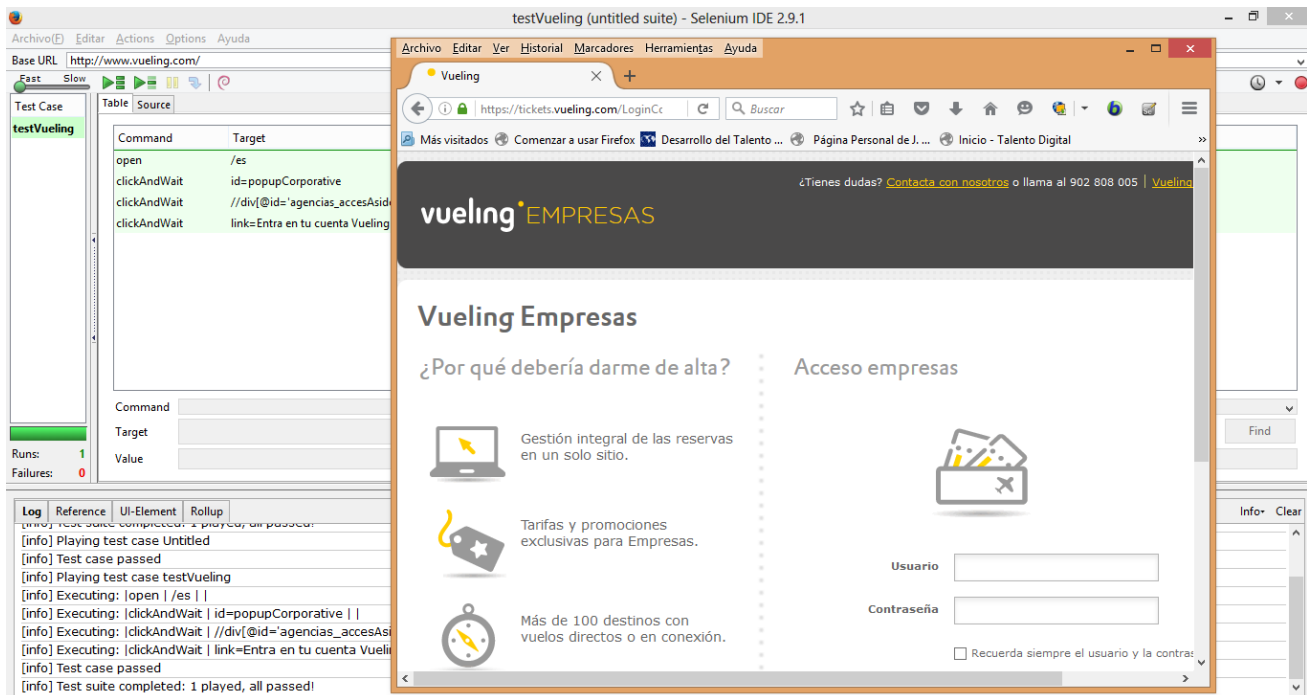 testVueling (untitled suite) - Selenium IDE 2.9.1
Archivo(F) Editar Actions Options Ayuda
Base URL http://www.vueling.com/
Fast Slow
Test Case
testVueling
Table Source
Command Target
open /es
clickAndWait id=popupCorporative
clickAndWait //div[@id='agencias_accesAside
clickAndWait link=Entra en tu cuenta Vueling
Command
Target
Find
Value
Runs: 1
Failures: 0
Log Reference UI-Element Rollup
Info Clear
[info] Test suite completed: 1 played, all passed!
[info] Playing test case Untitled
[info] Test case passed
[info] Playing test case testVueling
[info] Executing: |open | /es | |
[info] Executing: |clickAndWait | id=popupCorporative | |
[info] Executing: |clickAndWait | //div[@id='agencias_accesAsi
[info] Executing: |clickAndWait | link=Entra en tu cuenta Vueli
[info] Test case passed
[info] Test suite completed: 1 played, all passed!
Archivo Editar Ver Historial Marcadores Herramientas Ayuda
Vueling
https://tickets.vueling.com/LoginCc
Buscar
Más visitados Comenzar a usar Firefox Desarrollo del Talento ... Página Personal de J. ... Inicio - Talento Digital
¿Tienes dudas? Contacta con nosotros o llama al 902 808 005 | Vueling
vueling EMPRESAS
Vueling Empresas
¿Por qué debería darme de alta?
Gestión integral de las reservas
en un solo sitio.
Tarifas y promociones
exclusivas para Empresas.
Más de 100 destinos con
vuelos directos o en conexión.
Acceso empresas
Usuario
Contraseña
Recuerda siempre el usuario y la contras